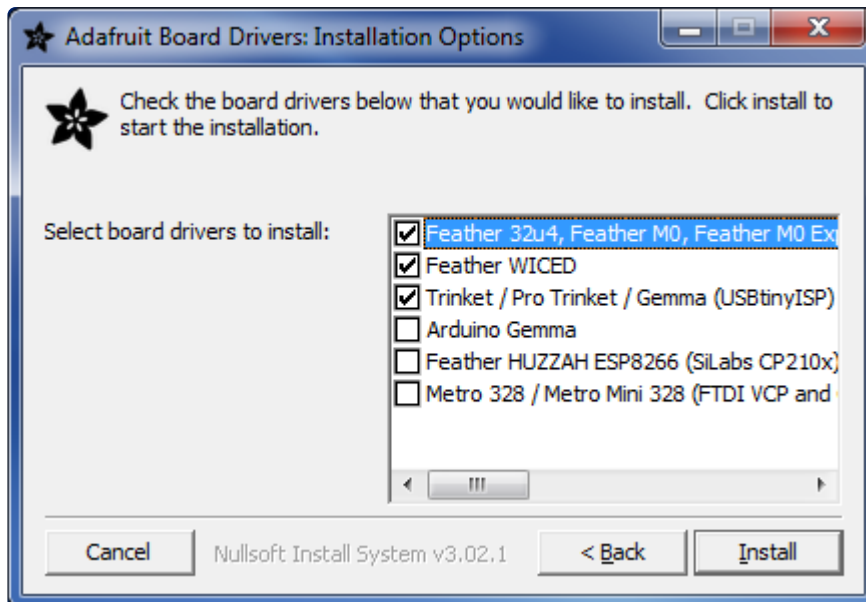 Adafruit Board Drivers: Installation Options
Check the board drivers below that you would like to install. Click install to
start the installation.
Select board drivers to install:
Feather 32u4, Feather M0, Feather M0
Feather WICED
Trinket / Pro Trinket / Gemma (USBtinyISP)
Arduino Gemma
Feather HUZZAH ESP8266 (SiLabs CP210x)
Metro 328 / Metro Mini 328 (FTDI VCP and
Cancel
Nullsoft Install System v3.02.1
< Back
Install